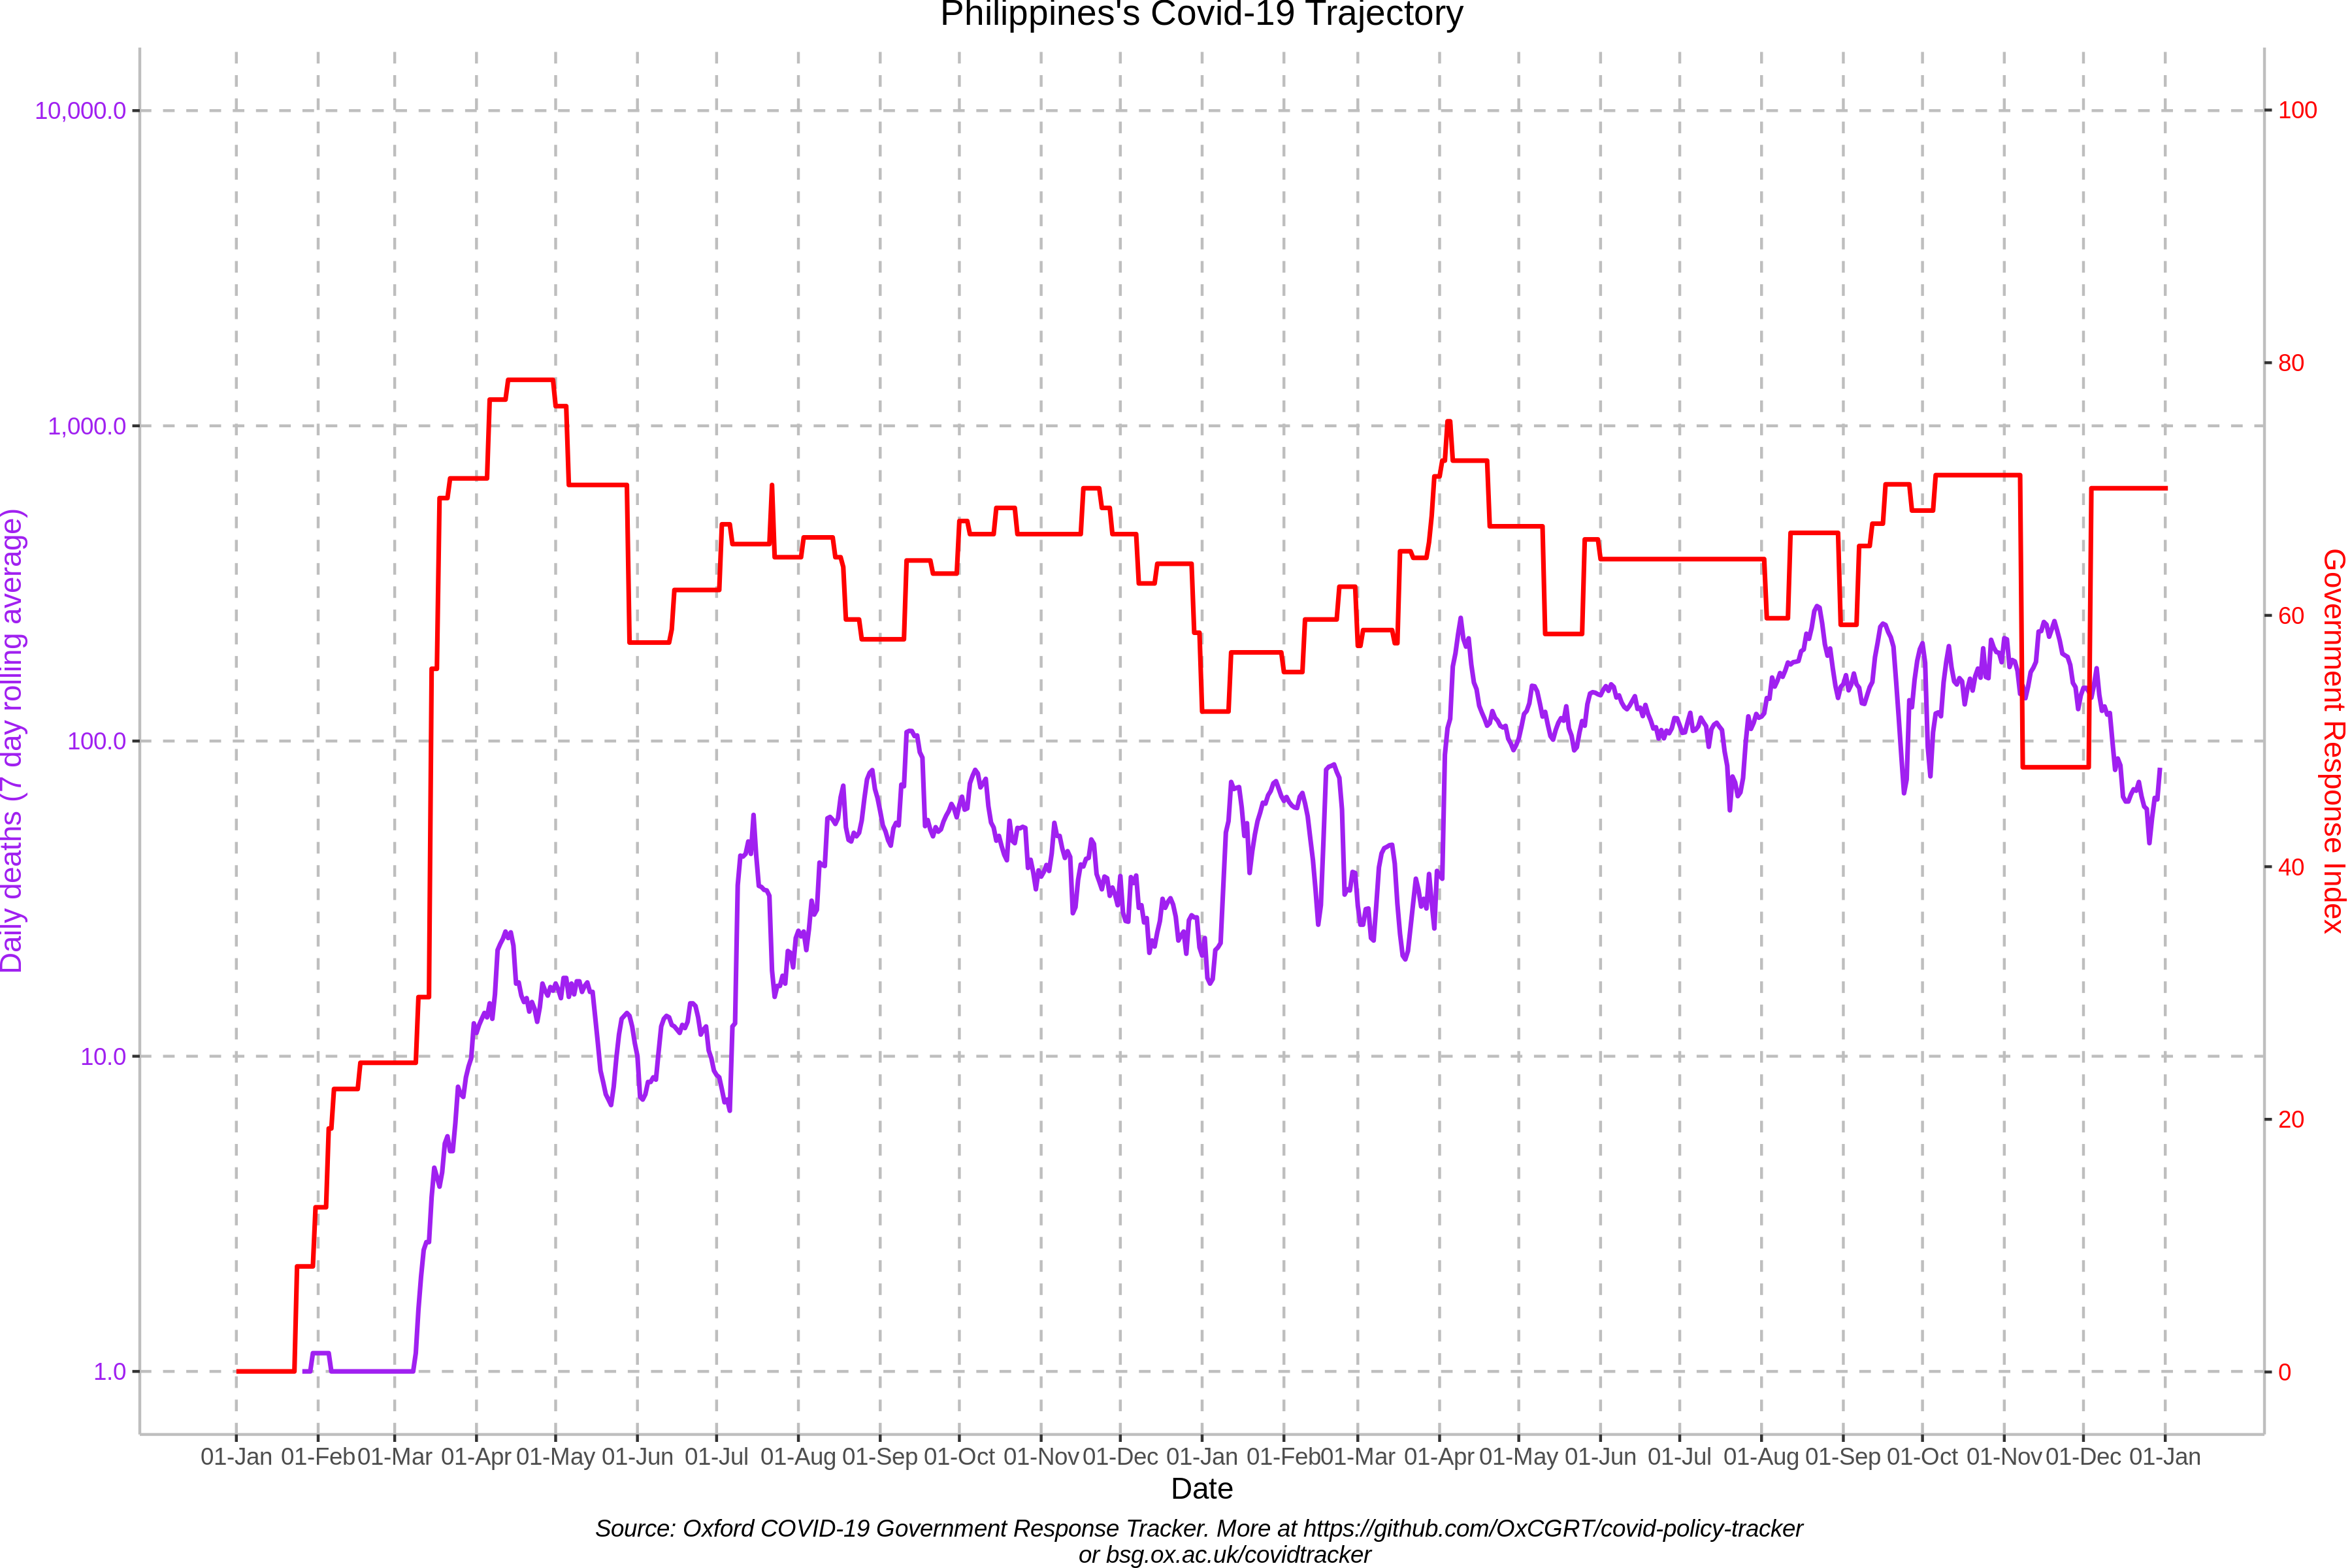 Philippines's Covid-19 Trajectory
10,000.0
1,000.0
100.0
10.0
1.0
Daily deaths (7 day rolling average)
100
80
60
40
20
0
Government Response Index
01-Jan 01-Feb 01-Mar 01-Apr 01-May 01-Jun 01-Jul 01-Aug 01-Sep 01-Oct 01-Nov 01-Dec 01-Jan 01-Feb 01-Mar 01-Apr 01-May 01-Jun 01-Jul 01-Aug 01-Sep 01-Oct 01-Nov 01-Dec 01-Jan
Date
Source: Oxford COVID-19 Government Response Tracker. More at https://github.com/OxCGRT/covid-policy-tracker
or bsg.ox.ac.uk/covidtracker